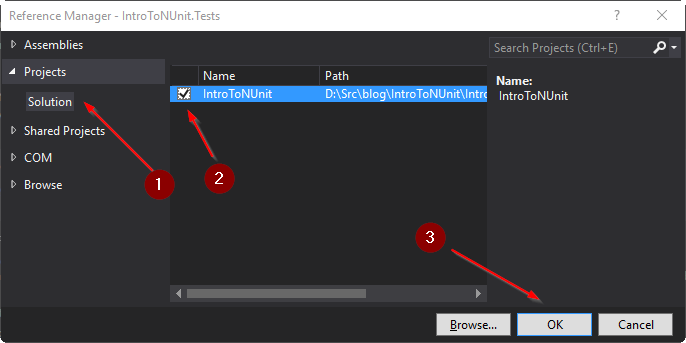 Reference Manager - IntroToNUnit.Tests
? 
Assemblies
Projects
Solution
Shared Projects
COM
Browse
Name Path
IntroToNUnit D:\Src\blog\IntroToNUnit\Intro
Search Projects (Ctrl+E)
Name:
IntroToNUnit
1
2
3
Browse... OK Cancel